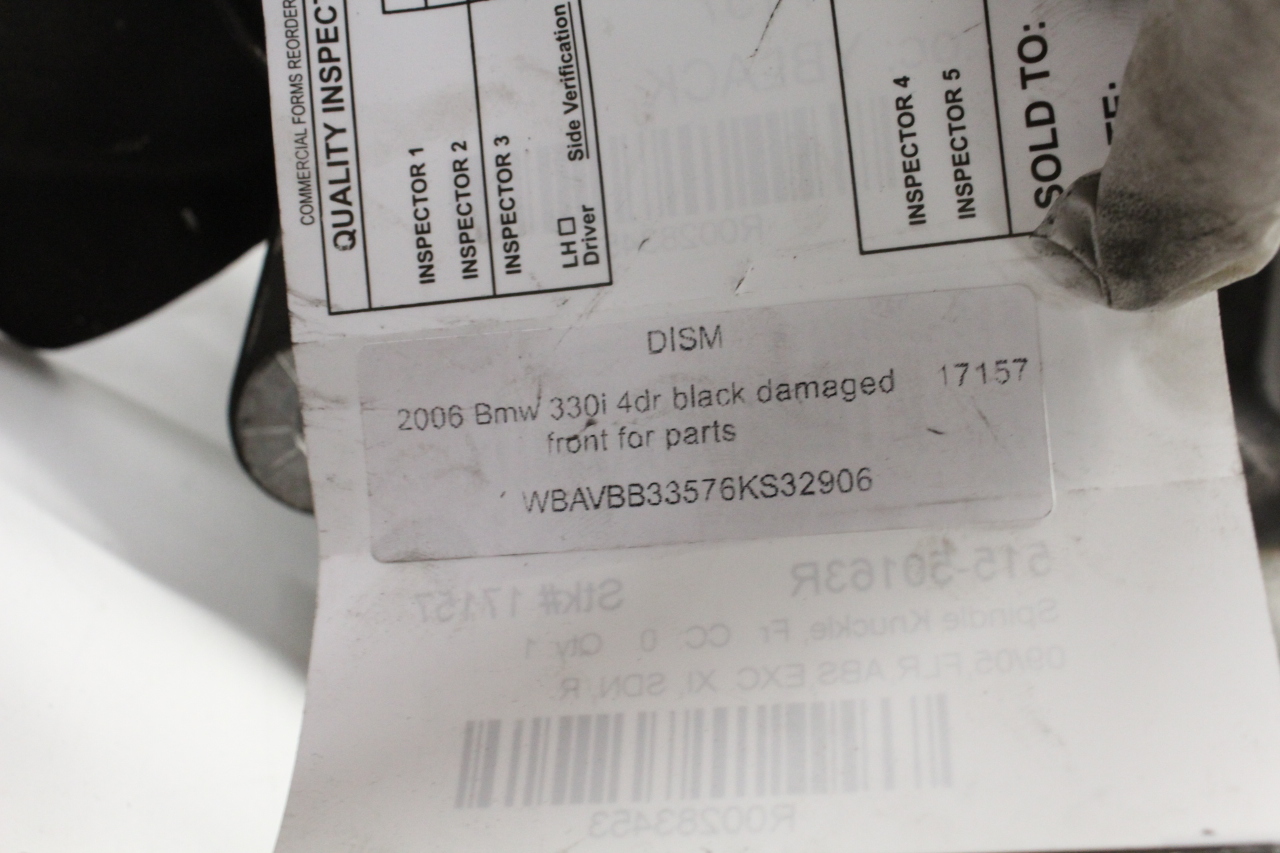 COMMERCIAL FORMS REORDER
QUALITY INSPECT
INSPECTOR 1
INSPECTOR 2
INSPECTOR 3
LH Side Verification
Driver
INSPECTOR 4
INSPECTOR 5
SOLD TO:
DISM
2006 Bmw 330i 4dr black damaged 17157
front for parts
WBAVBB33576KS32906
515-50163R Stk# 17157
Spindle Knuckle, Fr CC 0 Qty 1
09/05 FLR ABS EXC. XI, SDN, R
R00283453